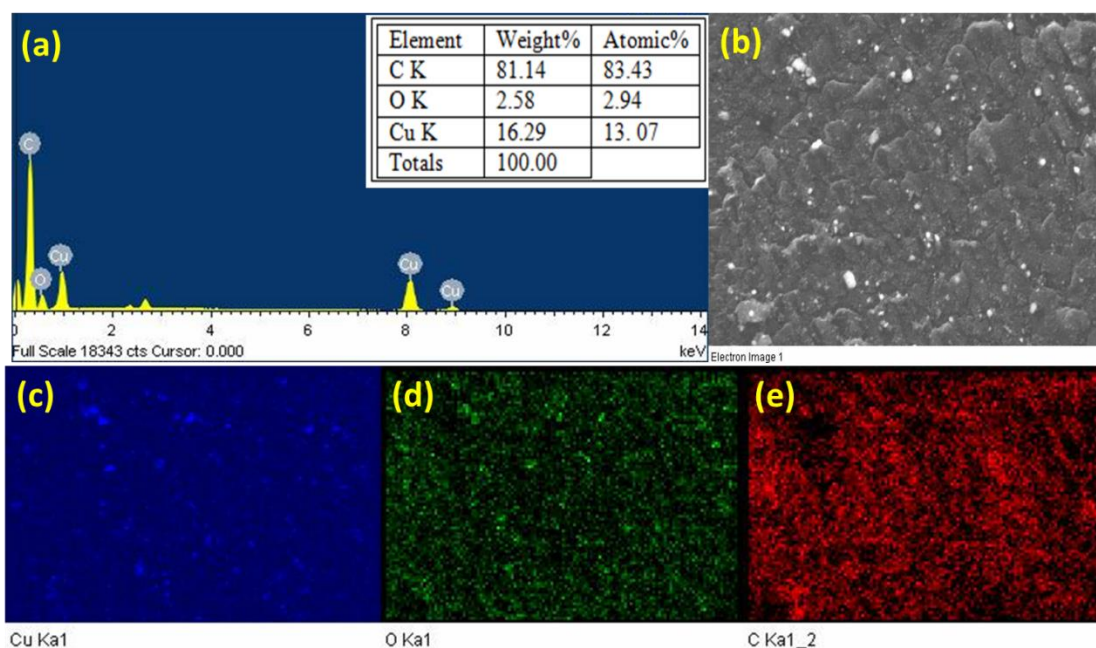 (a)
Element Weight% Atomic%
C K 81.14 83.43
O K 2.58 2.94
Cu K 16.29 13.07
Totals 100.00
C
O
Cu
Cu
Cu
0 2 4 6 8 10 12 14
Full Scale 18343 cts Cursor: 0.000 keV
(b)
Electron Image 1
(c)
Cu Ka1
(d)
O Ka1
(e)
C Ka1_2